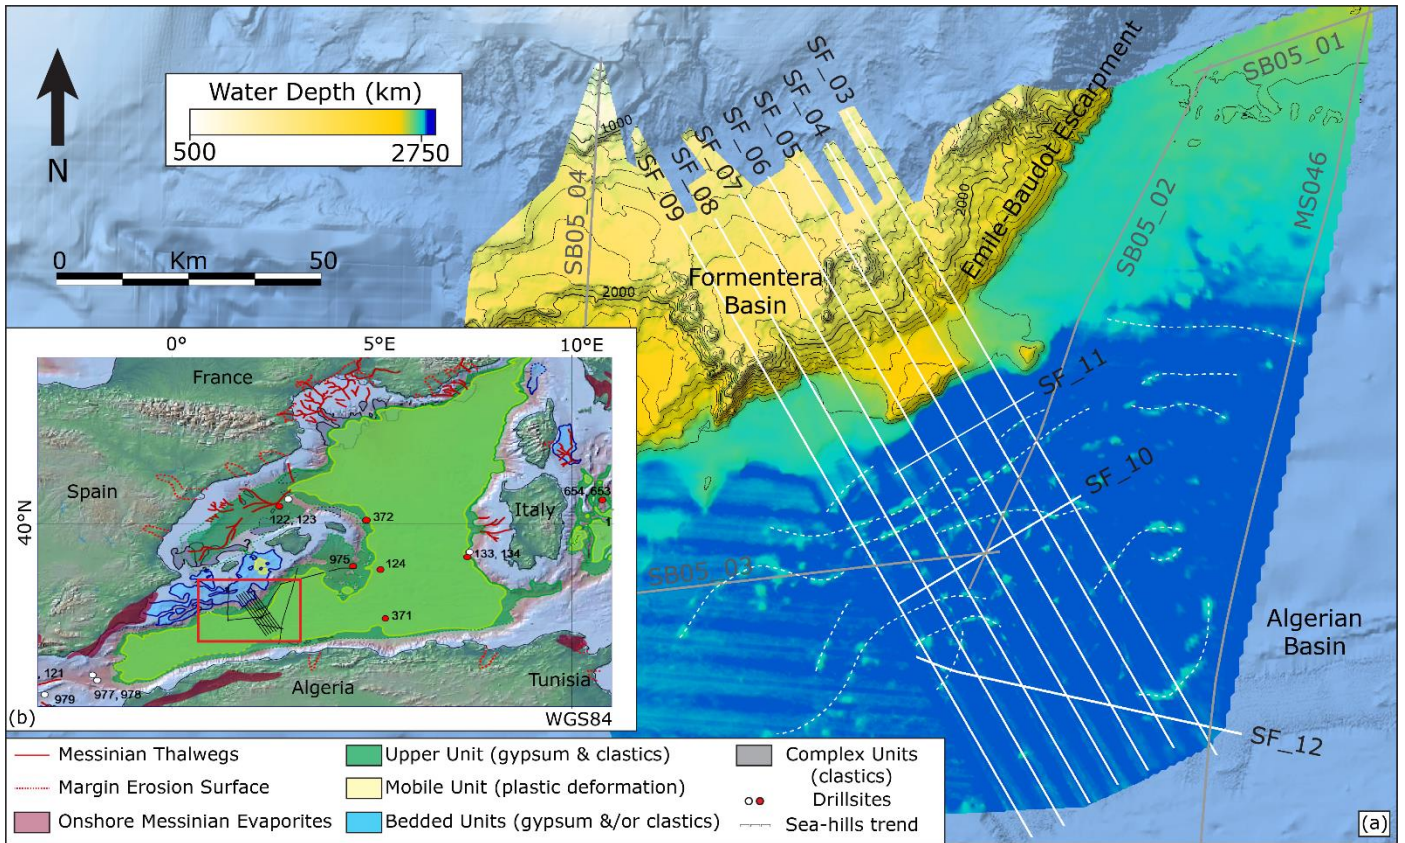 N
Water Depth (km)
500
2750
0
Km
50
1000
2000
2000
SB05_04
SF_09
SF_08
SF_07
SF_06
SF_05
SF_04
SF_03
Émile-Baudot Escarpment
SB05_01
SB05_02
MS046
Formentera
Basin
SF_11
SF_10
SB05_03
SF_12
Algerian
Basin
(a)
0°
5°E
10°E
40°N
France
Spain
Italy
Algeria
Tunisia
122, 123
372
975
124
371
133, 134
654, 653
?
, 121
979
977, 978
(b)
WGS84
Messinian Thalwegs
Margin Erosion Surface
Onshore Messinian Evaporites
Upper Unit (gypsum & clastics)
Mobile Unit (plastic deformation)
Bedded Units (gypsum &/or clastics)
Complex Units
(clastics)
Drillsites
Sea-hills trend